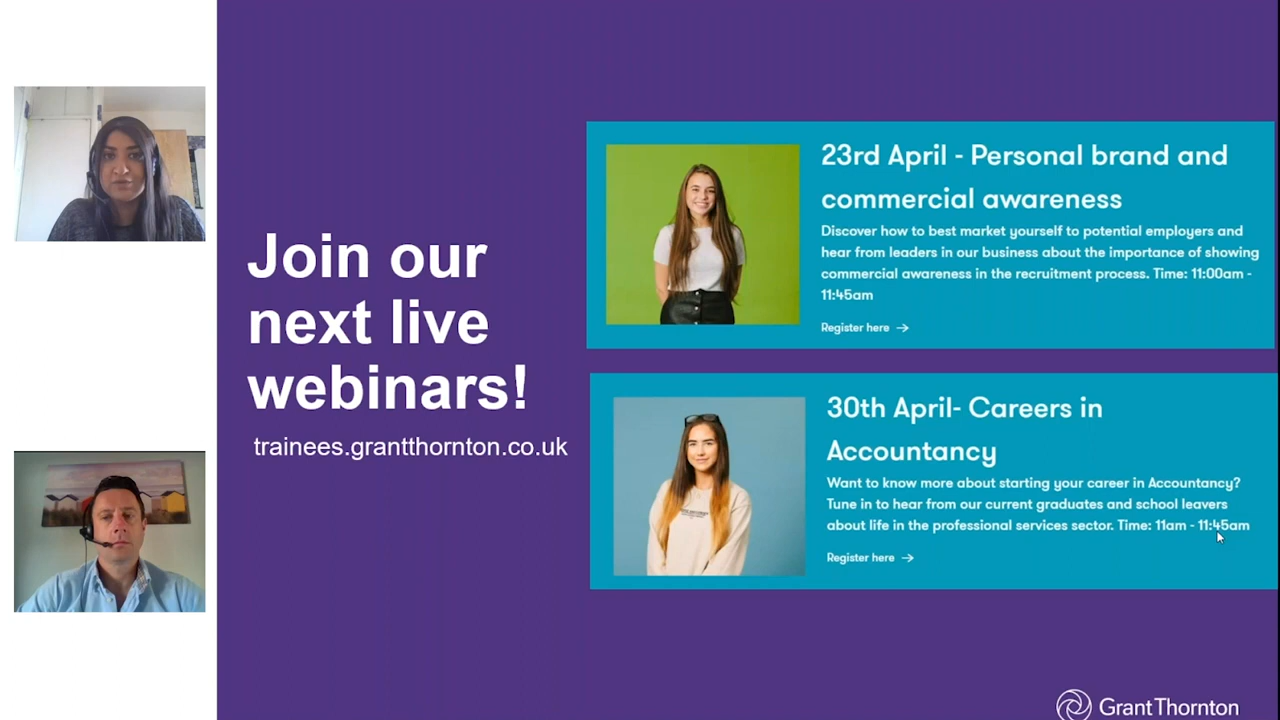 Join our
next live
webinars!
trainees.grantthornton.co.uk
23rd April - Personal brand and
commercial awareness
Discover how to best market yourself to potential employers and
hear from leaders in our business about the importance of showing
commercial awareness in the recruitment process. Time: 11:00am -
11:45am
Register here →
30th April- Careers in
Accountancy
Want to know more about starting your career in Accountancy?
Tune in to hear from our current graduates and school leavers
about life in the professional services sector. Time: 11am - 11:45am
Register here →
Grant Thornton